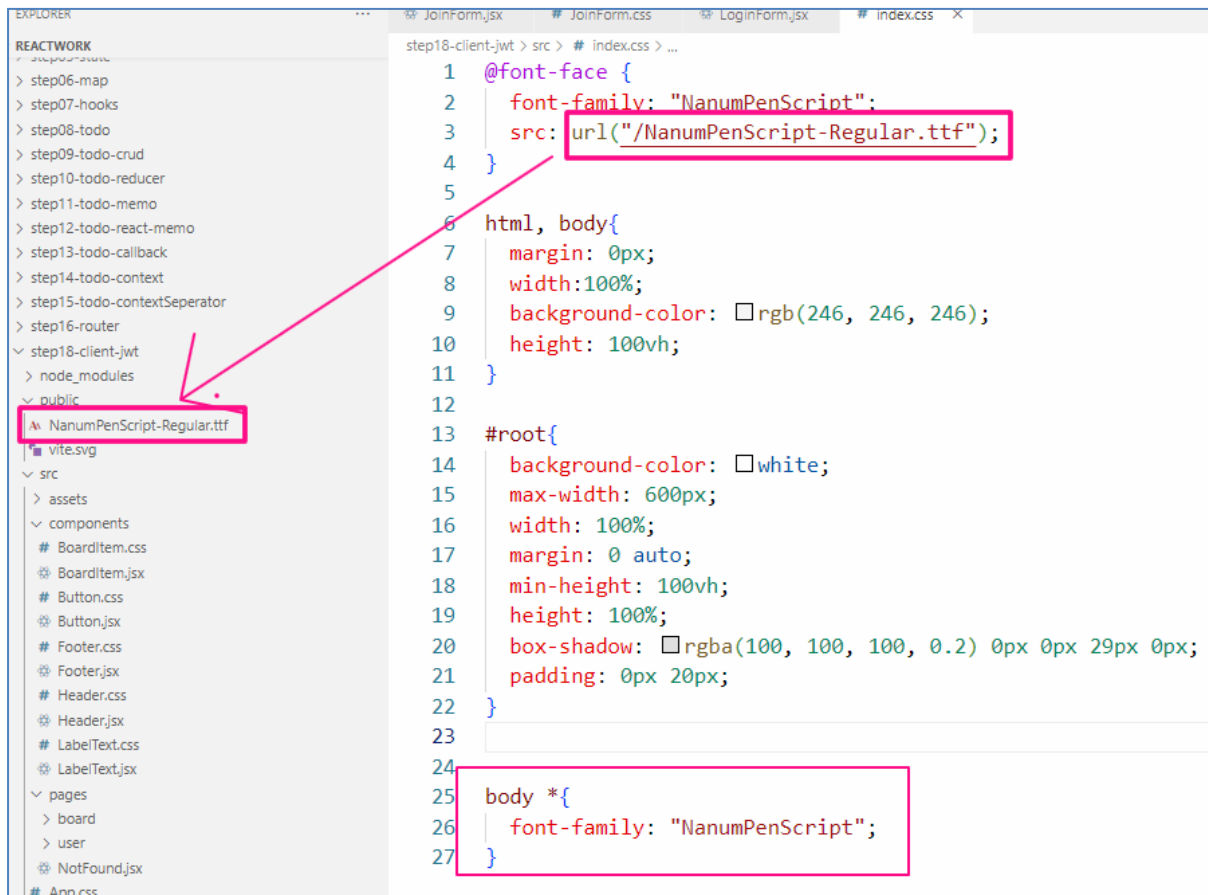 EXPLORER
...
JoinForm.jsx
# JoinForm.css
LoginForm.jsx
# index.css ×
REACTWORK
> step05-state
> step06-map
> step07-hooks
> step08-todo
> step09-todo-crud
> step10-todo-reducer
> step11-todo-memo
> step12-todo-react-memo
> step13-todo-callback
> step14-todo-context
> step15-todo-contextSeperator
> step16-router
step18-client-jwt
> node_modules
public
NanumPenScript-Regular.ttf
vite.svg
src
> assets
components
# BoardItem.css
BoardItem.jsx
# Button.css
Button.jsx
# Footer.css
Footer.jsx
# Header.css
Header.jsx
# LabelText.css
LabelText.jsx
pages
> board
> user
NotFound.jsx
# App.css
step18-client-jwt > src > # index.css > ...
1 @font-face {
2 font-family: "NanumPenScript";
3 src: url("/NanumPenScript-Regular.ttf");
4 }
5
6 html, body{
7 margin: 0px;
8 width:100%;
9 background-color: rgb(246, 246, 246);
10 height: 100vh;
11 }
12
13 #root{
14 background-color: white;
15 max-width: 600px;
16 width: 100%;
17 margin: 0 auto;
18 min-height: 100vh;
19 height: 100%;
20 box-shadow: rgba(100, 100, 100, 0.2) 0px 0px 29px 0px;
21 padding: 0px 20px;
22 }
23
24
25 body *{
26 font-family: "NanumPenScript";
27 }